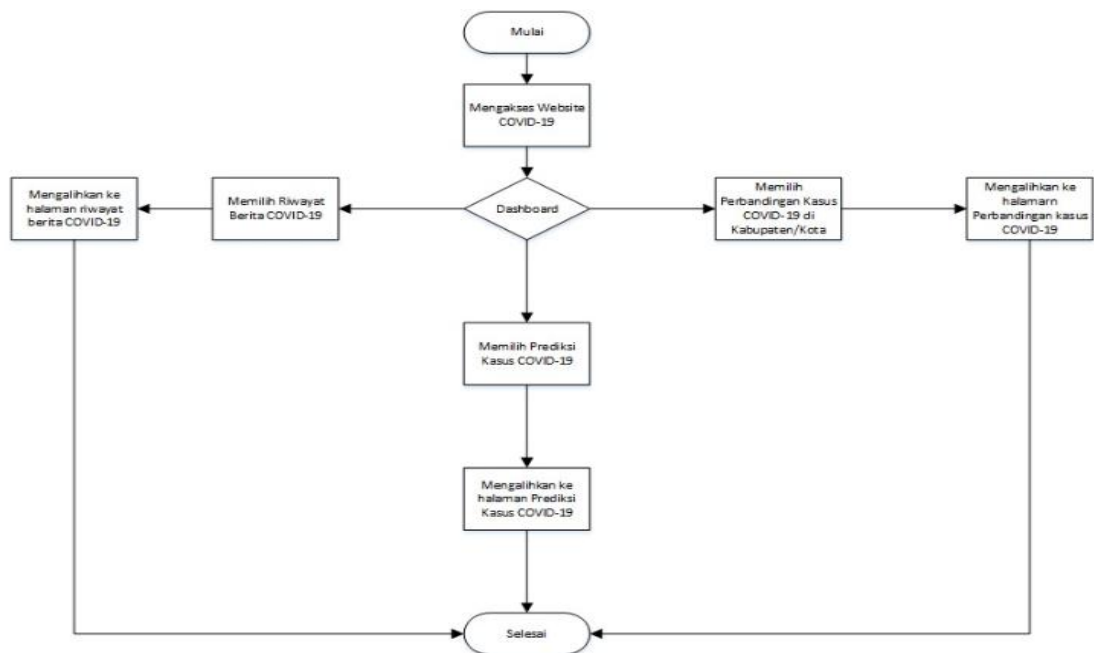 Mulai
Mengakses Website
COVID-19
Mengalihkan ke
halaman riwayat
berita COVID-19
Memilih Riwayat
Berita COVID-19
Dashboard
Memilih
Perbandingan Kasus
COVID-19 di
Kabupaten/Kota
Mengalihkan ke
halamarn
Perbandingan kasus
COVID-19
Memilih Prediksi
Kasus COVID-19
Mengalihkan ke
halaman Prediksi
Kasus COVID-19
Selesai